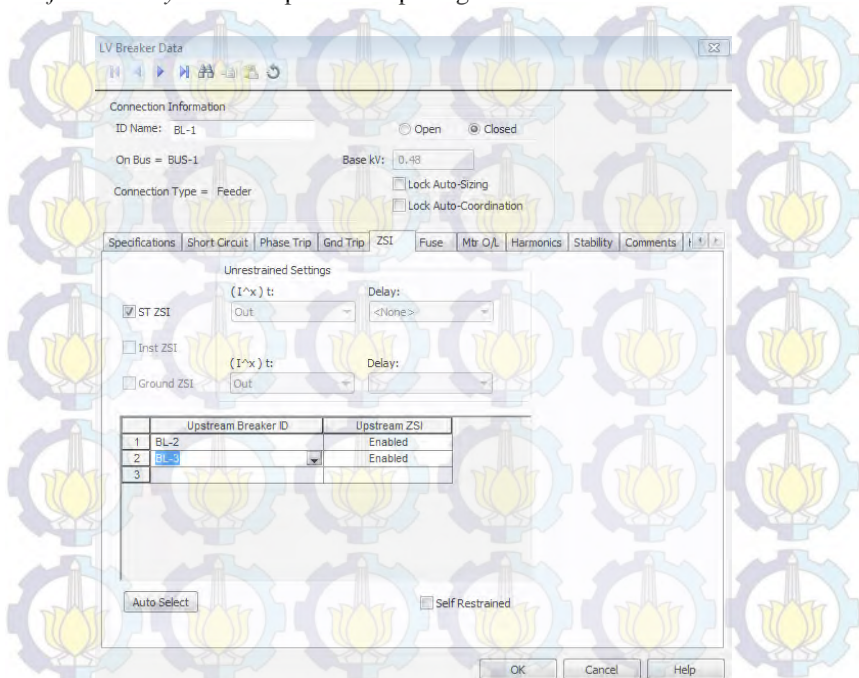 LV Breaker Data
Connection Information
ID Name: BL-1
Open Closed
On Bus = BUS-1 Base kV: 0.48
Lock Auto-Sizing
Connection Type = Feeder
Lock Auto-Coordination
Specifications Short Circuit Phase Trip Gnd Trip ZSI Fuse Mtr O/L Harmonics Stability Comments
Unrestrained Settings
(I^x) t: Delay:
ST ZSI Out <None>
Inst ZSI
(I^x) t: Delay:
Ground ZSI Out
Upstream Breaker ID Upstream ZSI
1 BL-2 Enabled
2 BL-3 Enabled
3
Auto Select Self Restrained
OK Cancel Help